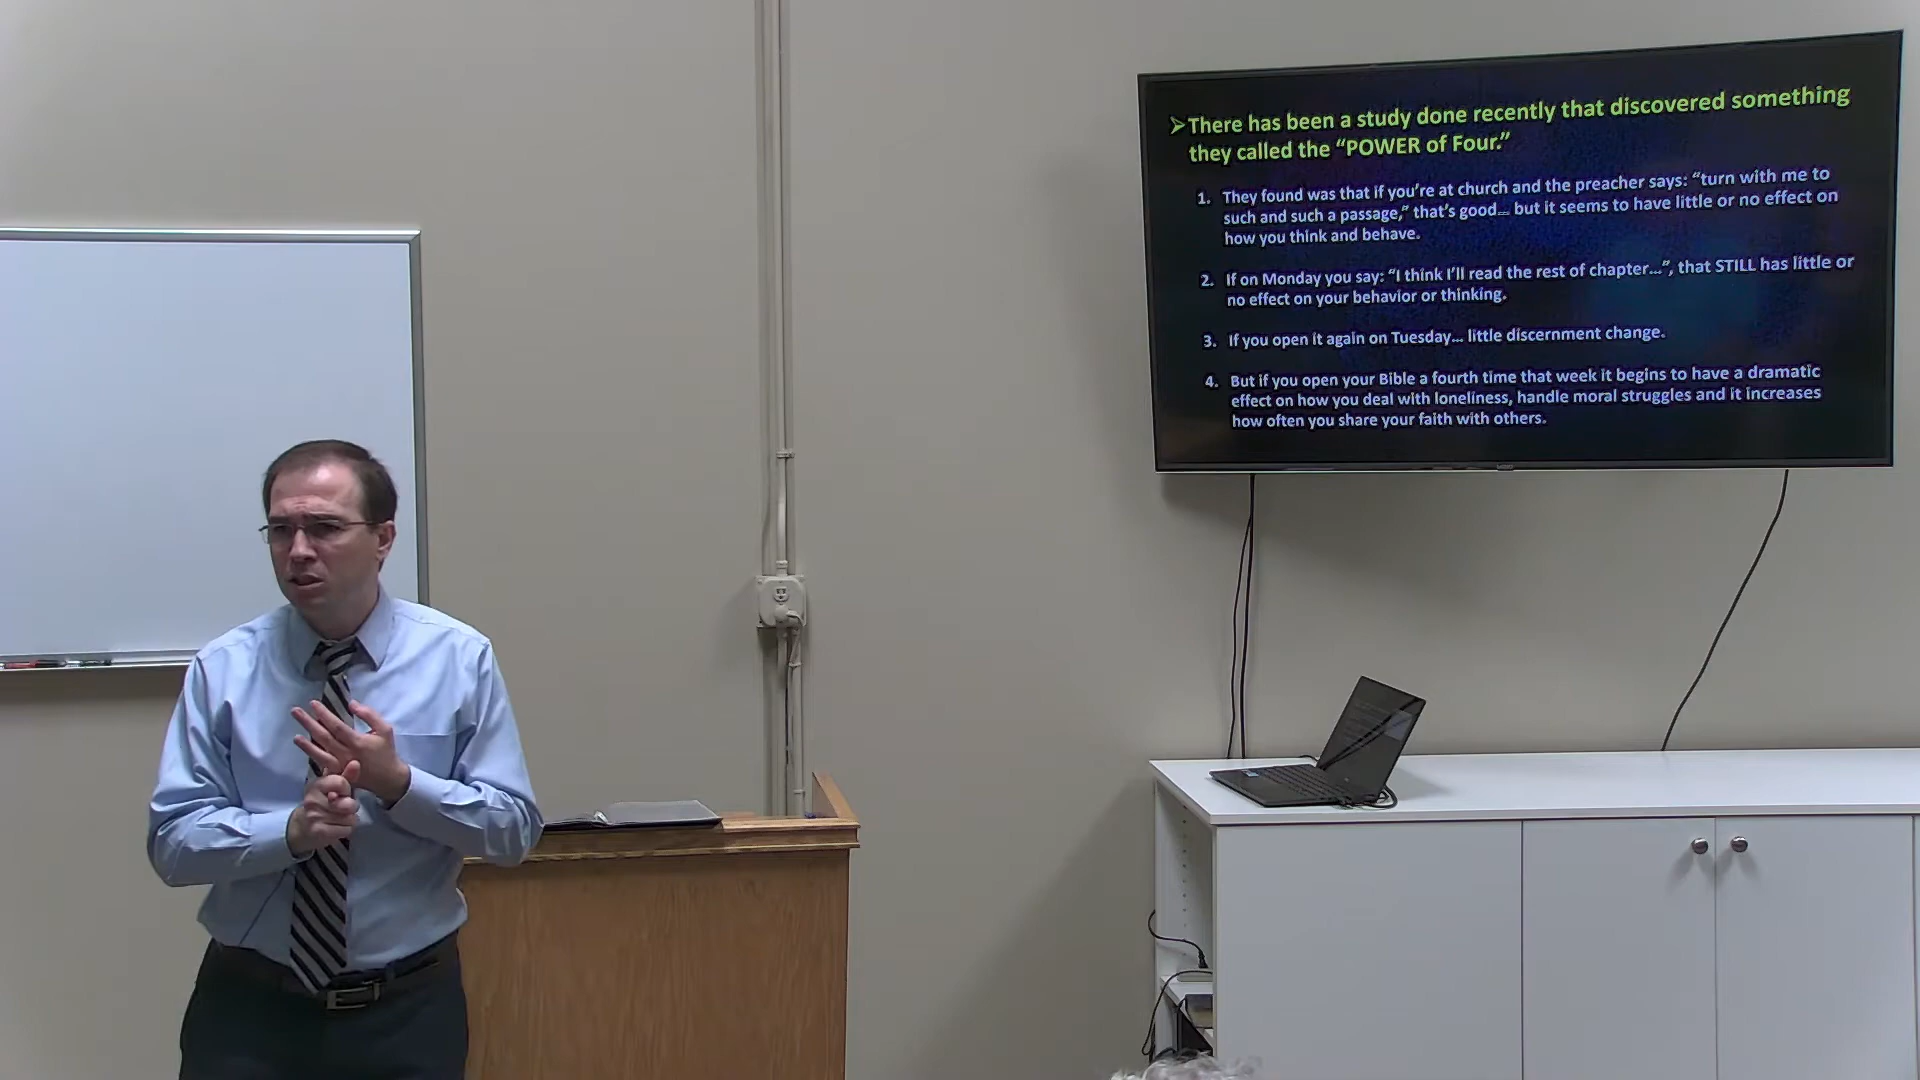 ➢There has been a study done recently that discovered something
they called the “POWER of Four.”
1. They found was that if you’re at church and the preacher says: “turn with me to
such and such a passage,” that’s good… but it seems to have little or no effect on
how you think and behave.
2. If on Monday you say: “I think I’ll read the rest of chapter…”, that STILL has little or
no effect on your behavior or thinking.
3. If you open it again on Tuesday… little discernment change.
4. But if you open your Bible a fourth time that week it begins to have a dramatic
effect on how you deal with loneliness, handle moral struggles and it increases
how often you share your faith with others.